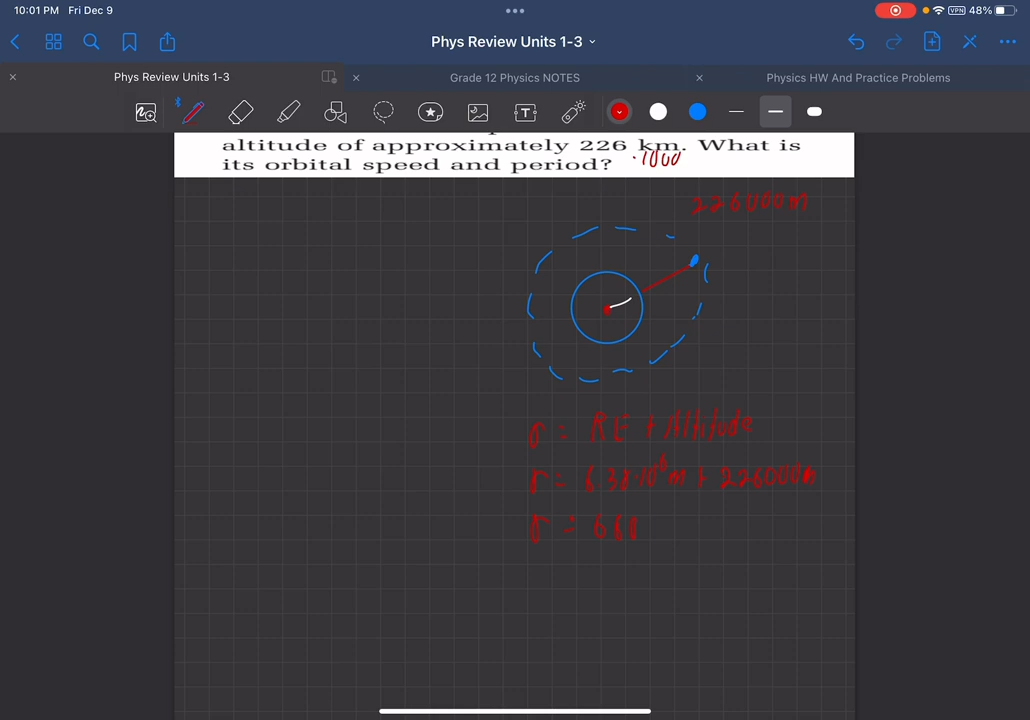 10:01 PM Fri Dec 9
VPN 48%
Phys Review Units 1-3
Phys Review Units 1-3
Grade 12 Physics NOTES
Physics HW And Practice Problems
T
altitude of approximately 226 km. What is
its orbital speed and period?
·1000
226000m
r = RE + Altitude
r = 6.38·10⁶m + 226000m
r = 660